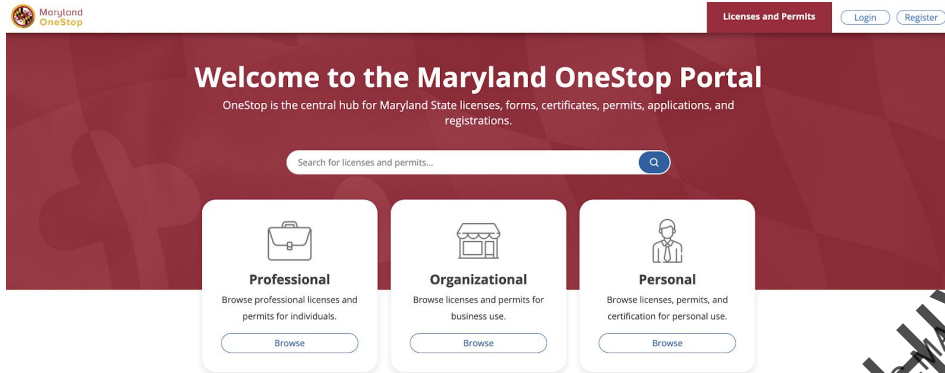 Maryland
OneStop
Licenses and Permits
Login
Register
Welcome to the Maryland OneStop Portal
OneStop is the central hub for Maryland State licenses, forms, certificates, permits, applications, and
registrations.
Search for licenses and permits...
Professional
Browse professional licenses and
permits for individuals.
Browse
Organizational
Browse licenses and permits for
business use.
Browse
Personal
Browse licenses, permits, and
certification for personal use.
Browse